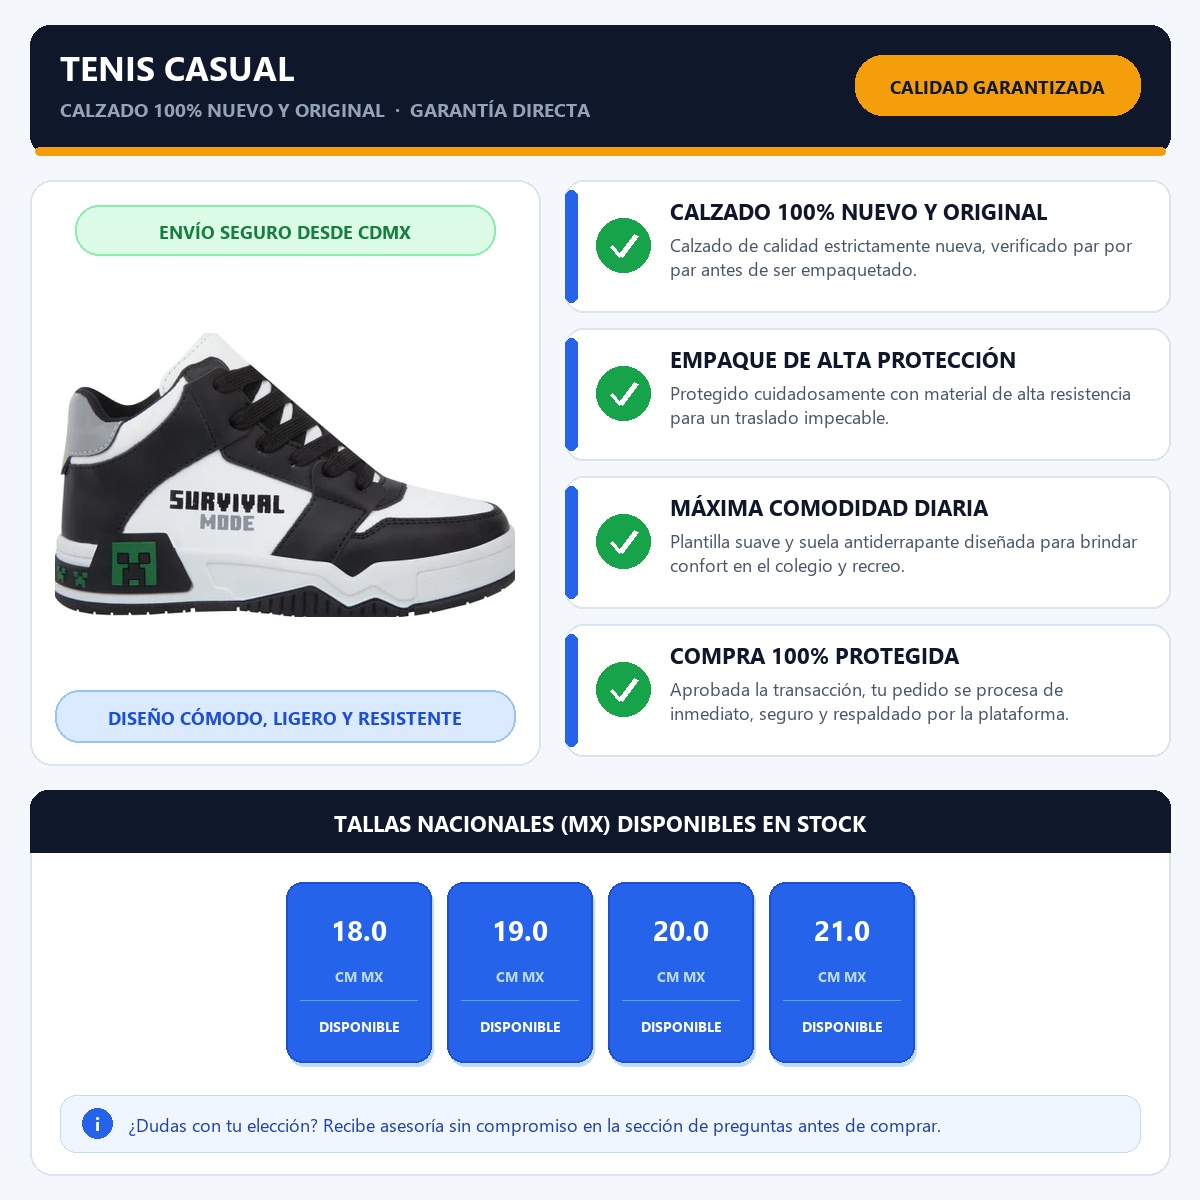 TENIS CASUAL
CALZADO 100% NUEVO Y ORIGINAL · GARANTÍA DIRECTA
CALIDAD GARANTIZADA
ENVÍO SEGURO DESDE CDMX
SURVIVAL
MODE
DISEÑO CÓMODO, LIGERO Y RESISTENTE
CALZADO 100% NUEVO Y ORIGINAL
Calzado de calidad estrictamente nueva, verificado par por
par antes de ser empaquetado.
EMPAQUE DE ALTA PROTECCIÓN
Protegido cuidadosamente con material de alta resistencia
para un traslado impecable.
MÁXIMA COMODIDAD DIARIA
Plantilla suave y suela antiderrapante diseñada para brindar
confort en el colegio y recreo.
COMPRA 100% PROTEGIDA
Aprobada la transacción, tu pedido se procesa de
inmediato, seguro y respaldado por la plataforma.
TALLAS NACIONALES (MX) DISPONIBLES EN STOCK
18.0
CM MX
DISPONIBLE
19.0
CM MX
DISPONIBLE
20.0
CM MX
DISPONIBLE
21.0
CM MX
DISPONIBLE
¿Dudas con tu elección? Recibe asesoría sin compromiso en la sección de preguntas antes de comprar.